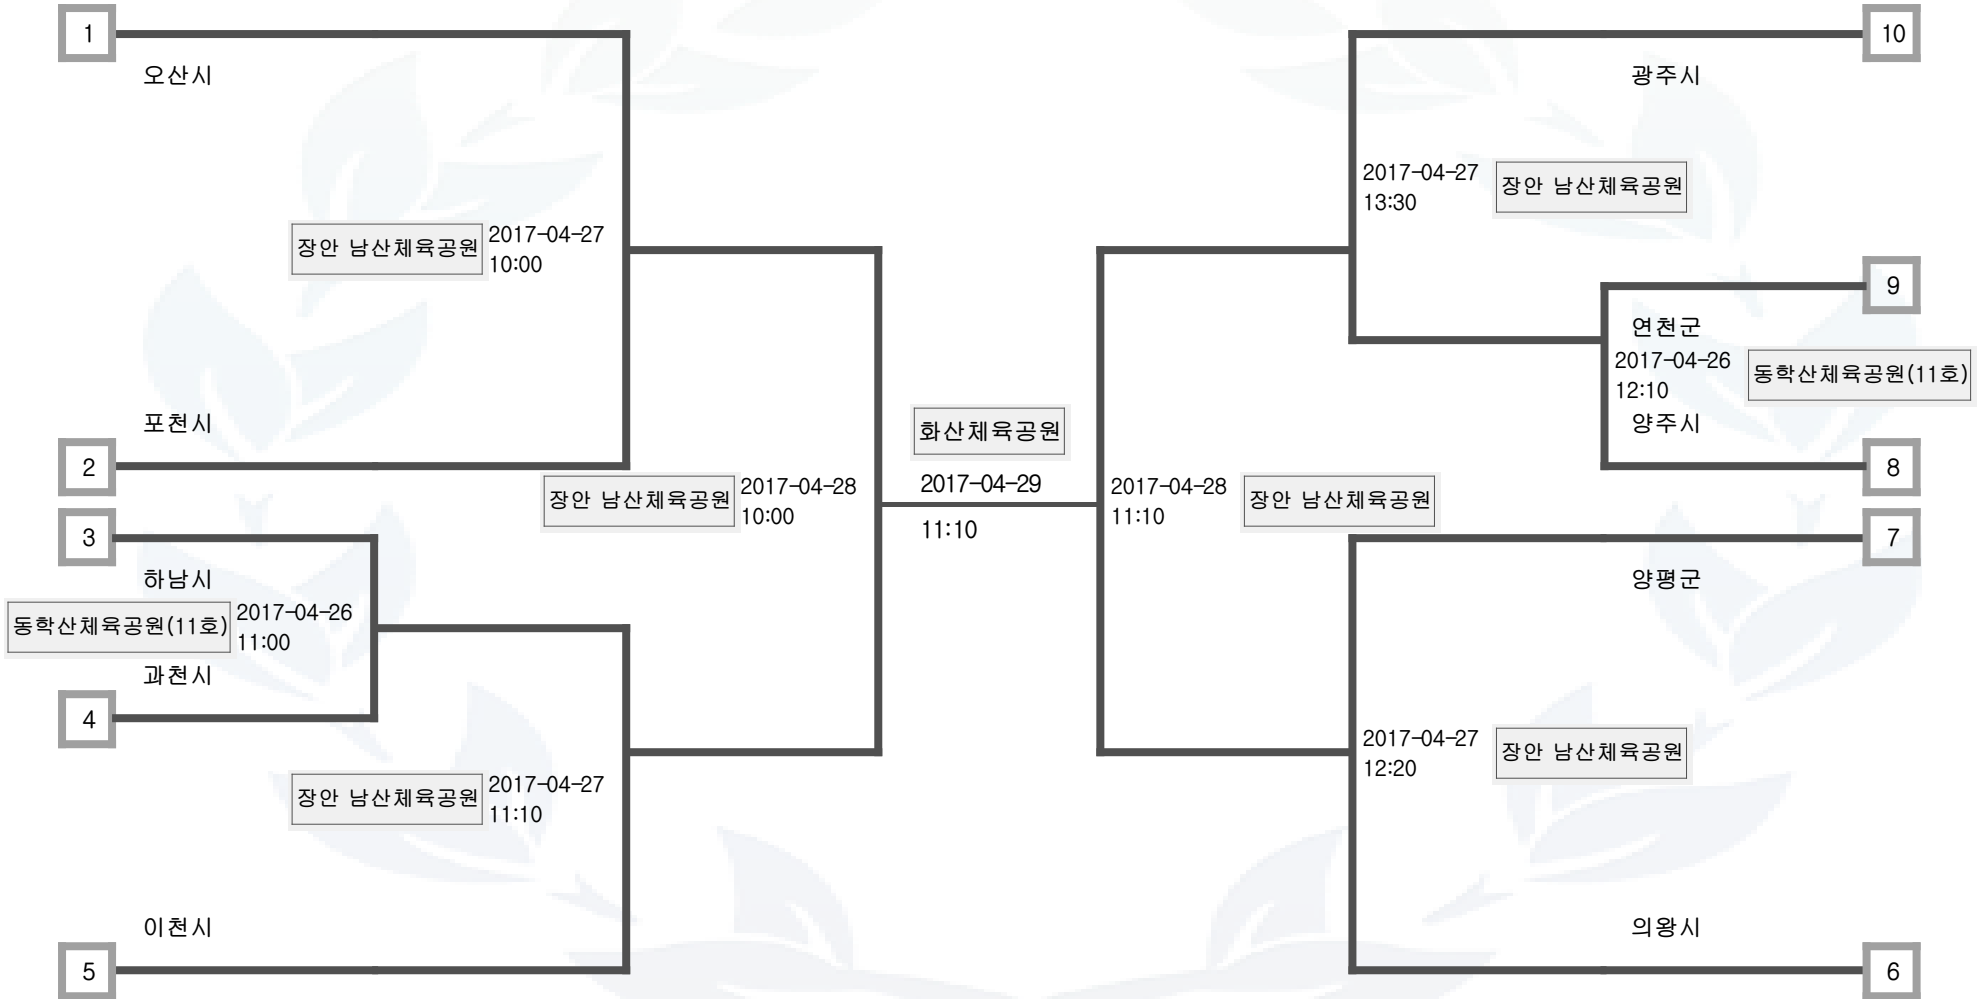 1
오산시
장안 남산체육공원
2017-04-27
10:00
포천시
2
장안 남산체육공원
2017-04-28
10:00
3
하남시
동학산체육공원(11호)
2017-04-26
11:00
과천시
4
장안 남산체육공원
2017-04-27
11:10
이천시
5
화산체육공원
2017-04-29
11:10
10
광주시
2017-04-27
13:30
장안 남산체육공원
9
연천군
2017-04-26
12:10
동학산체육공원(11호)
양주시
8
2017-04-28
11:10
장안 남산체육공원
7
양평군
2017-04-27
12:20
장안 남산체육공원
의왕시
6